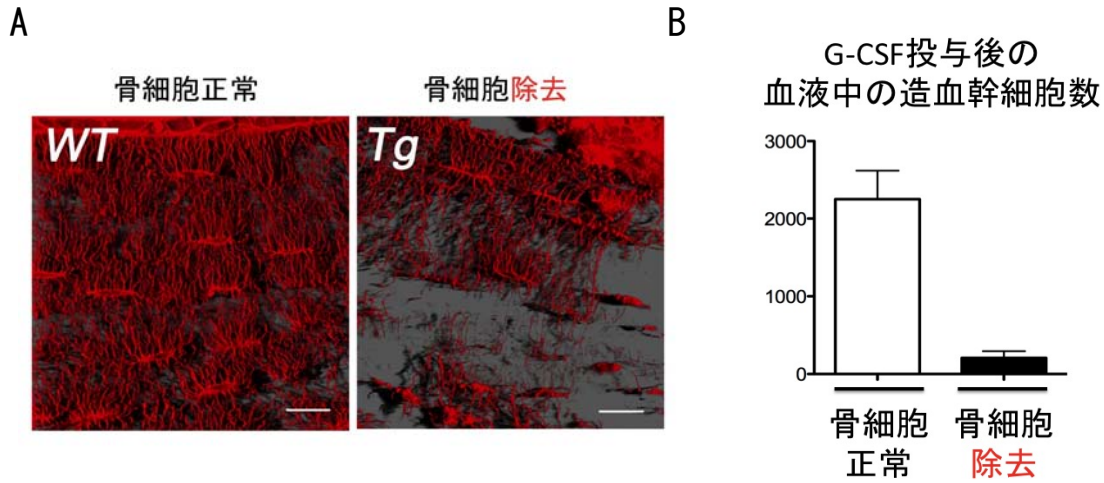 A
骨細胞正常
骨細胞除去
WT
Tg
B
G-CSF投与後の
血液中の造血幹細胞数
3000
2000
1000
0
骨細胞
正常
骨細胞
除去